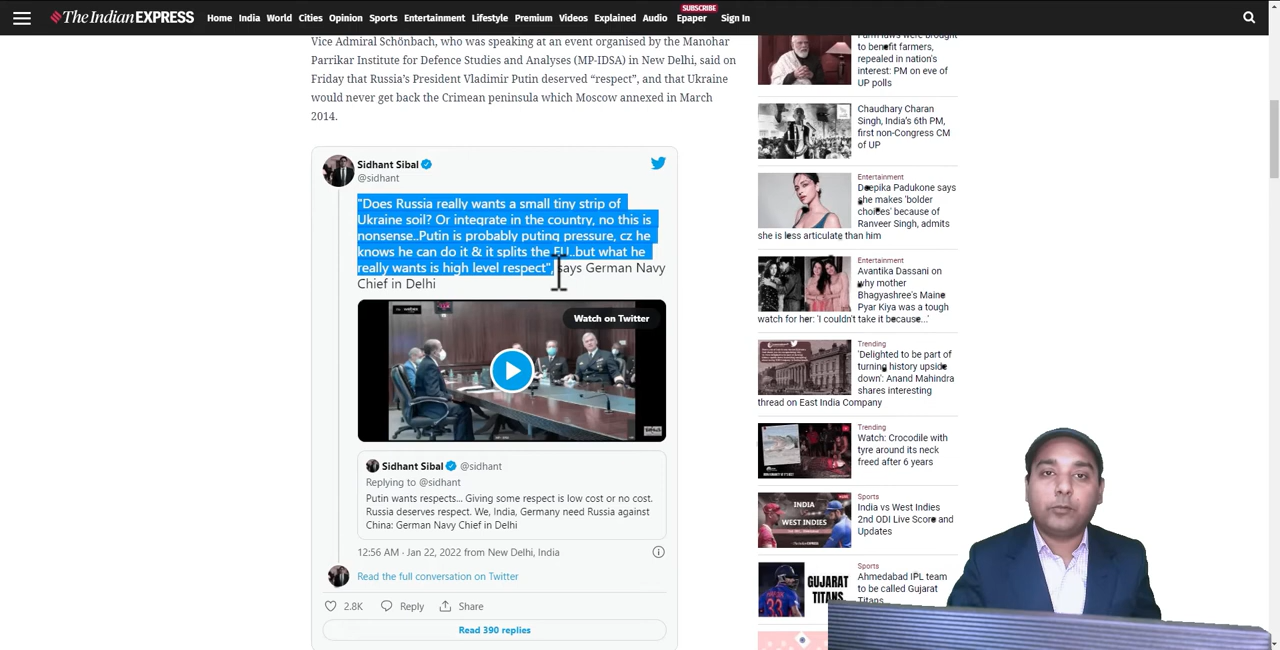 The Indian EXPRESS
Home India World Cities Opinion Sports Entertainment Lifestyle Premium Videos Explained Audio Epaper Sign In
SUBSCRIBE
Vice Admiral Schönbach, who was speaking at an event organised by the Manohar
Parrikar Institute for Defence Studies and Analyses (MP-IDSA) in New Delhi, said on
Friday that Russia's President Vladimir Putin deserved "respect", and that Ukraine
would never get back the Crimean peninsula which Moscow annexed in March
2014.
Sidhant Sibal
@sidhant
"Does Russia really wants a small tiny strip of
Ukraine soil? Or integrate in the country, no this is
nonsense..Putin is probably puting pressure, cz he
knows he can do it & it splits the EU..but what he
really wants is high level respect", says German Navy
Chief in Delhi
Watch on Twitter
Sidhant Sibal @sidhant
Replying to @sidhant
Putin wants respects... Giving some respect is low cost or no cost.
Russia deserves respect. We, India, Germany need Russia against
China: German Navy Chief in Delhi
12:56 AM · Jan 22, 2022 from New Delhi, India
Read the full conversation on Twitter
2.8K Reply Share
Read 390 replies
Farm laws were brought
to benefit farmers,
repealed in nation's
interest: PM on eve of
UP polls
Chaudhary Charan
Singh, India's 6th PM,
first non-Congress CM
of UP
Entertainment
Deepika Padukone says
she makes 'bolder
choices' because of
Ranveer Singh, admits
she is less articulate than him
Entertainment
Avantika Dassani on
why mother
Bhagyashree's Maine
Pyar Kiya was a tough
watch for her: 'I couldn't take it because...'
Trending
'Delighted to be part of
turning history upside
down': Anand Mahindra
shares interesting
thread on East India Company
Trending
Watch: Crocodile with
tyre around its neck
freed after 6 years
Sports
INDIA
WEST INDIES
India vs West Indies
2nd ODI Live Score and
Updates
Sports
33
GUJARAT
TITANS
Ahmedabad IPL team
to be called Gujarat
Titans